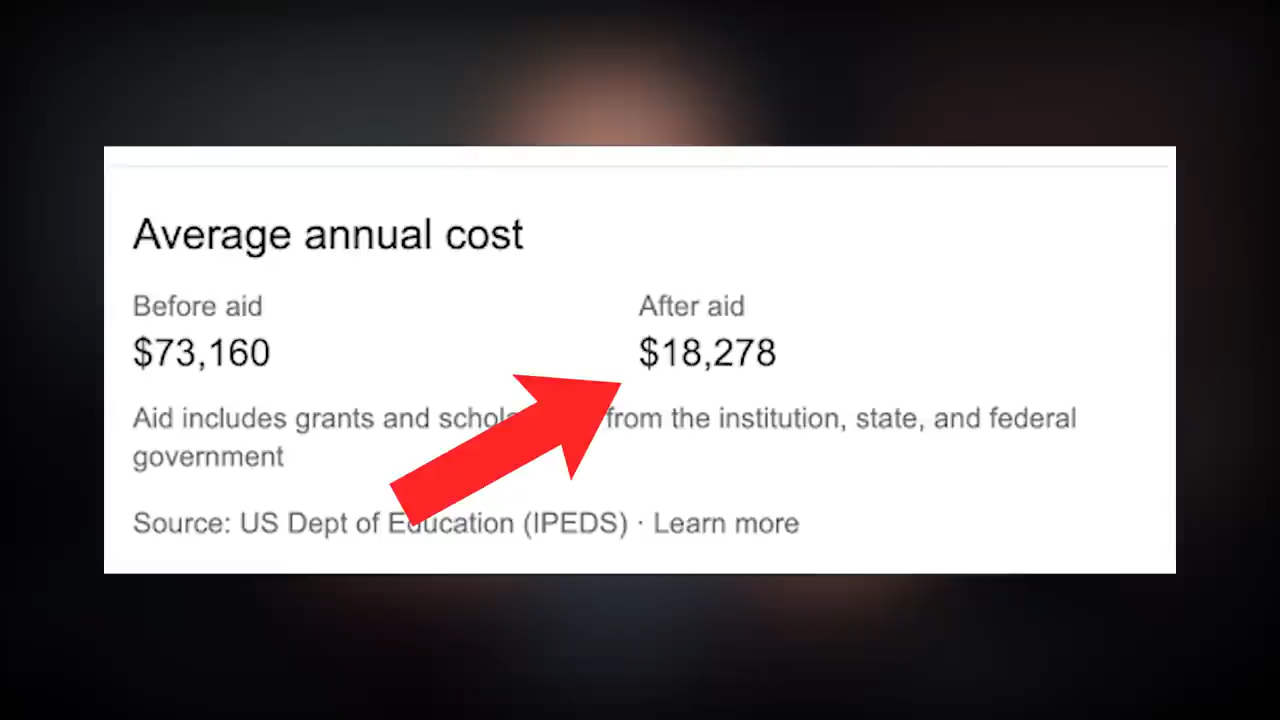 Average annual cost
Before aid
After aid
$73,160
$18,278
Aid includes grants and from the institution, state, and federal
government
Source: US Dept of Education (IPEDS) · Learn more